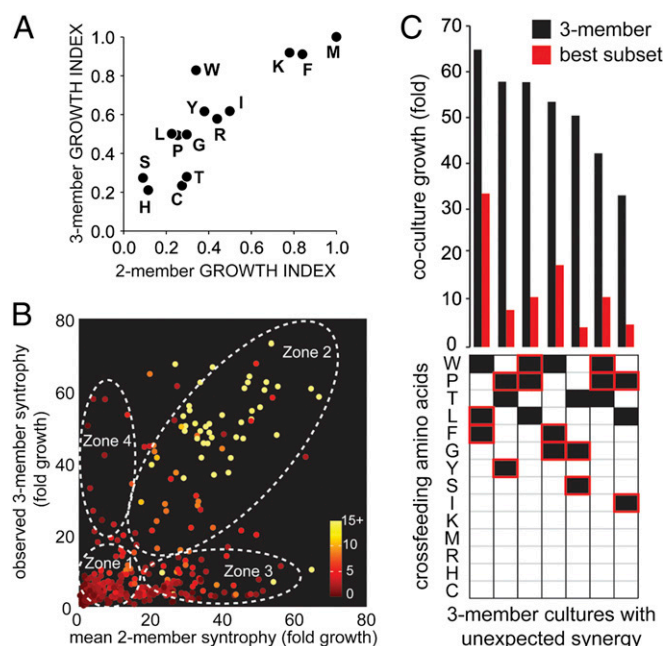 A
3-member GROWTH INDEX
1.0
0.8
0.6
0.4
0.2
0.0
0.0 0.2 0.4 0.6 0.8 1.0
2-member GROWTH INDEX
M
K F
W
Y I
R
L P G
S
H C T
B
observed 3-member syntrophy
(fold growth)
80
60
40
20
0
Zone 2
Zone 4
Zone 1
Zone 3
15+
10
5
0
0 20 40 60 80
mean 2-member syntrophy (fold growth)
C
3-member
best subset
co-culture growth (fold)
70
60
50
40
30
20
10
0
crossfeeding amino acids
W
P
T
L
F
G
Y
S
I
K
M
R
H
C
3-member cultures with
unexpected synergy